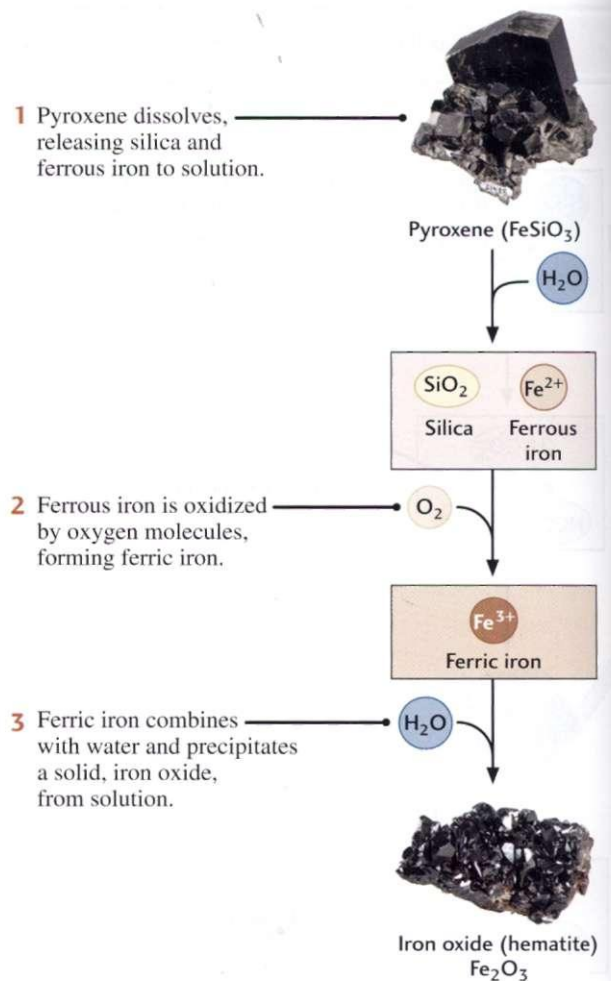 1 Pyroxene dissolves,
releasing silica and
ferrous iron to solution.
Pyroxene (FeSiO₃)
H₂O
SiO₂ Fe²⁺
Silica Ferrous
iron
2 Ferrous iron is oxidized
by oxygen molecules,
forming ferric iron.
O₂
Fe³⁺
Ferric iron
3 Ferric iron combines
with water and precipitates
a solid, iron oxide,
from solution.
H₂O
Iron oxide (hematite)
Fe₂O₃